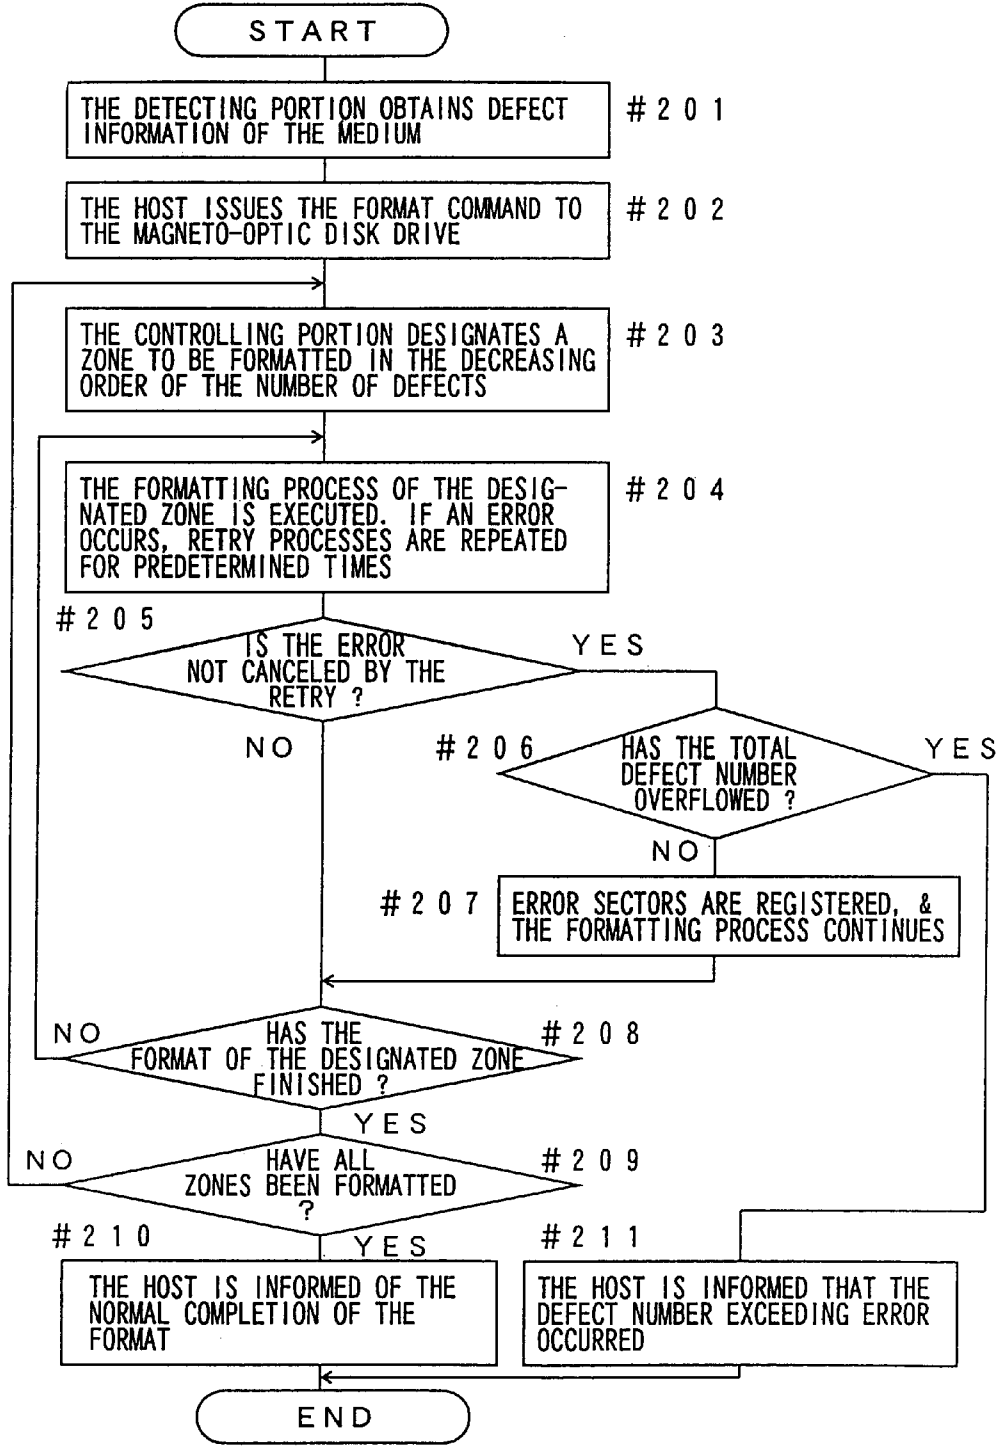 START
THE DETECTING PORTION OBTAINS DEFECT
INFORMATION OF THE MEDIUM
#201
THE HOST ISSUES THE FORMAT COMMAND TO
THE MAGNETO-OPTIC DISK DRIVE
#202
THE CONTROLLING PORTION DESIGNATES A
ZONE TO BE FORMATTED IN THE DECREASING
ORDER OF THE NUMBER OF DEFECTS
#203
THE FORMATTING PROCESS OF THE DESIG-
NATED ZONE IS EXECUTED. IF AN ERROR
OCCURS, RETRY PROCESSES ARE REPEATED
FOR PREDETERMINED TIMES
#204
#205
IS THE ERROR
NOT CANCELED BY THE
RETRY ?
YES
NO
#206
HAS THE TOTAL
DEFECT NUMBER
OVERFLOWED ?
YES
NO
#207
ERROR SECTORS ARE REGISTERED, &
THE FORMATTING PROCESS CONTINUES
NO
HAS THE
FORMAT OF THE DESIGNATED ZONE
FINISHED ?
#208
YES
NO
HAVE ALL
ZONES BEEN FORMATTED
?
#209
#210
YES
#211
THE HOST IS INFORMED OF THE
NORMAL COMPLETION OF THE
FORMAT
THE HOST IS INFORMED THAT THE
DEFECT NUMBER EXCEEDING ERROR
OCCURRED
END